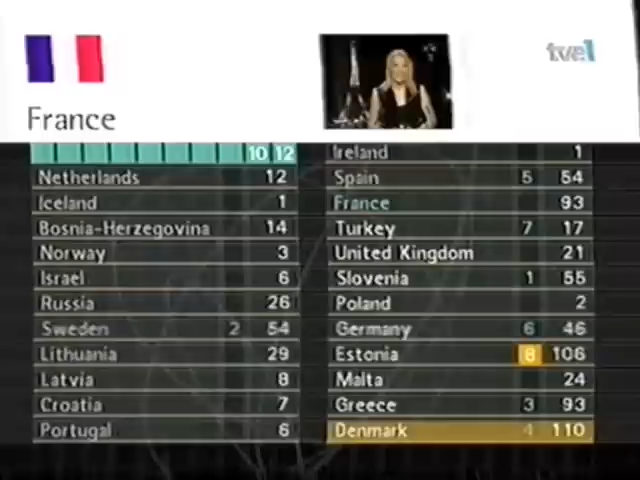 tve1
France
10 12
Netherlands 12
Iceland 1
Bosnia-Herzegovina 14
Norway 3
Israel 6
Russia 26
Sweden 2 54
Lithuania 29
Latvia 8
Croatia 7
Portugal 6
Ireland 1
Spain 5 54
France 93
Turkey 7 17
United Kingdom 21
Slovenia 1 55
Poland 2
Germany 6 46
Estonia 8 106
Malta 24
Greece 3 93
Denmark 4 110